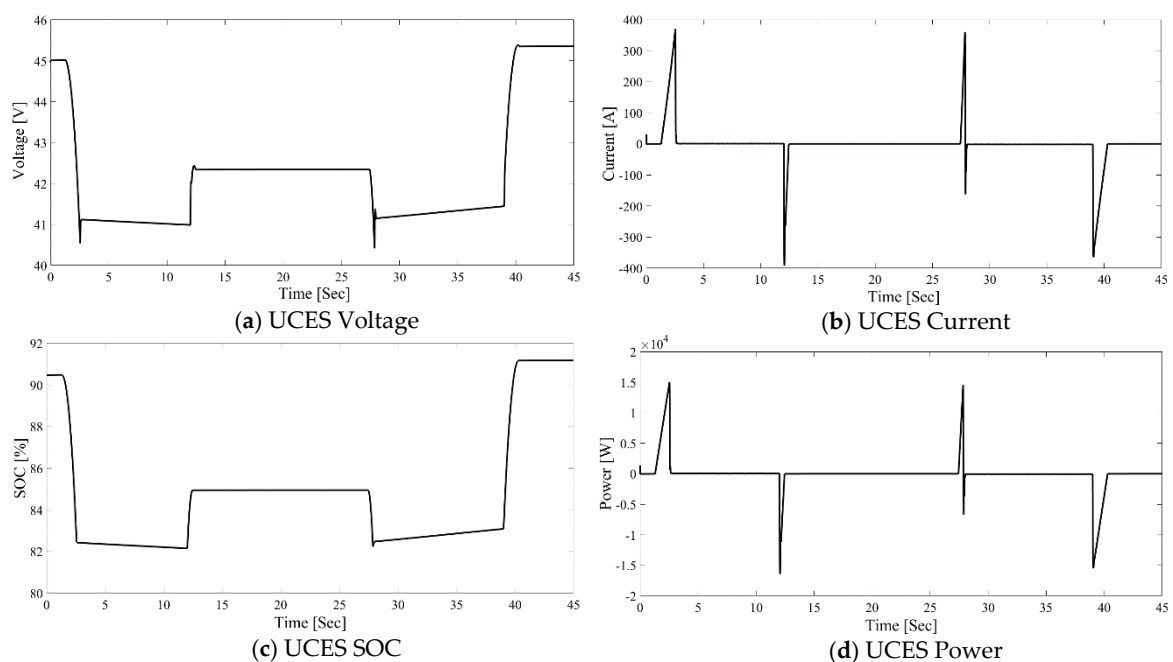 46
45
44
43
42
41
40
Voltage [V]
0 5 10 15 20 25 30 35 40 45
Time [Sec]
(a) UCES Voltage
400
300
200
100
0
-100
-200
-300
-400
Current [A]
0 5 10 15 20 25 30 35 40 45
Time [Sec]
(b) UCES Current
92
90
88
86
84
82
80
SOC [%]
0 5 10 15 20 25 30 35 40 45
Time [Sec]
(c) UCES SOC
×10⁴
2
1.5
1
0.5
0
-0.5
-1
-1.5
-2
Power [W]
0 5 10 15 20 25 30 35 40 45
Time [Sec]
(d) UCES Power